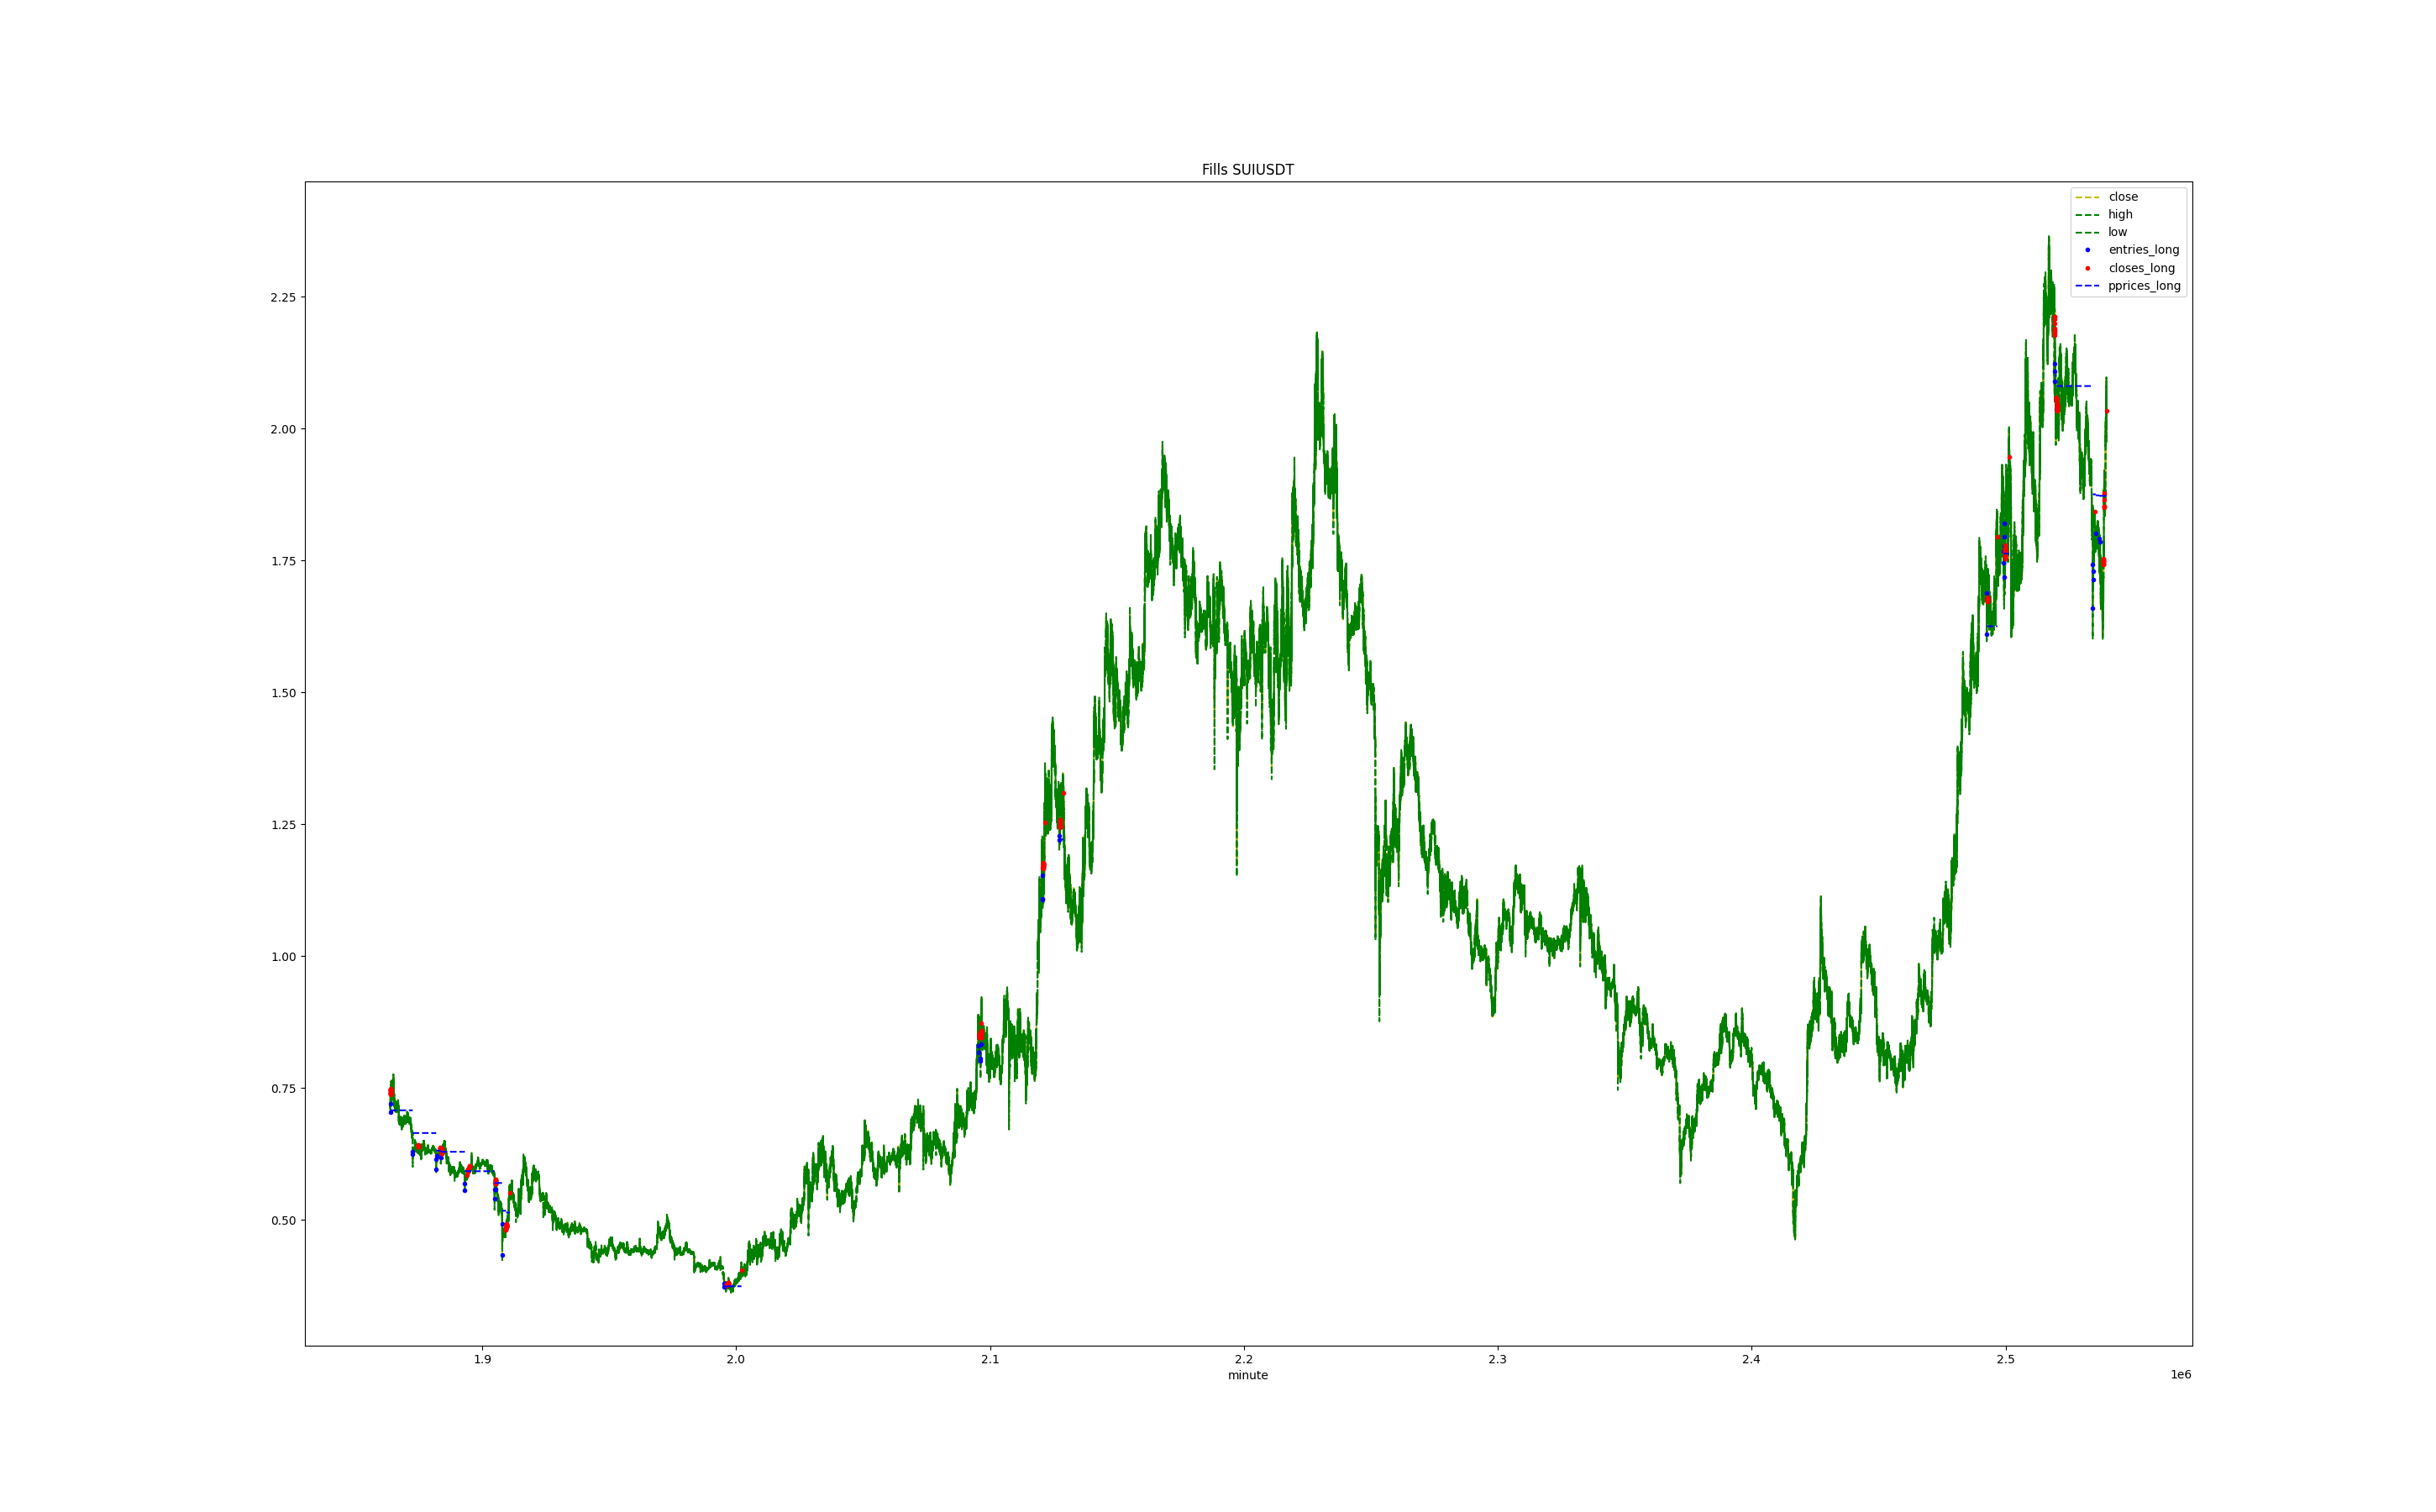 Fills SUIUSDT
close
high
low
entries_long
closes_long
pprices_long
2.25
2.00
1.75
1.50
1.25
1.00
0.75
0.50
1.9 2.0 2.1 2.2 2.3 2.4 2.5
minute
1e6